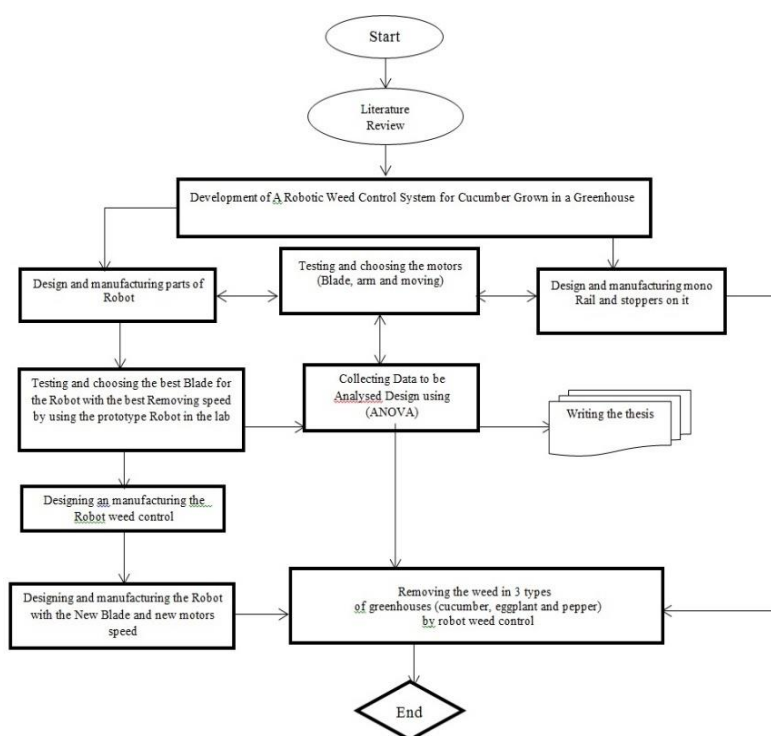 Start
Literature
Review
Development of A Robotic Weed Control System for Cucumber Grown in a Greenhouse
Testing and choosing the motors
(Blade, arm and moving)
Design and manufacturing parts of
Robot
Design and manufacturing mono
Rail and stoppers on it
Testing and choosing the best Blade for
the Robot with the best Removing speed
by using the prototype Robot in the lab
Collecting Data to be
Analysed Design using
(ANOVA)
Writing the thesis
Designing an manufacturing the
Robot weed control
Designing and manufacturing the Robot
with the New Blade and new motors
speed
Removing the weed in 3 types
of greenhouses (cucumber, eggplant and pepper)
by robot weed control
End